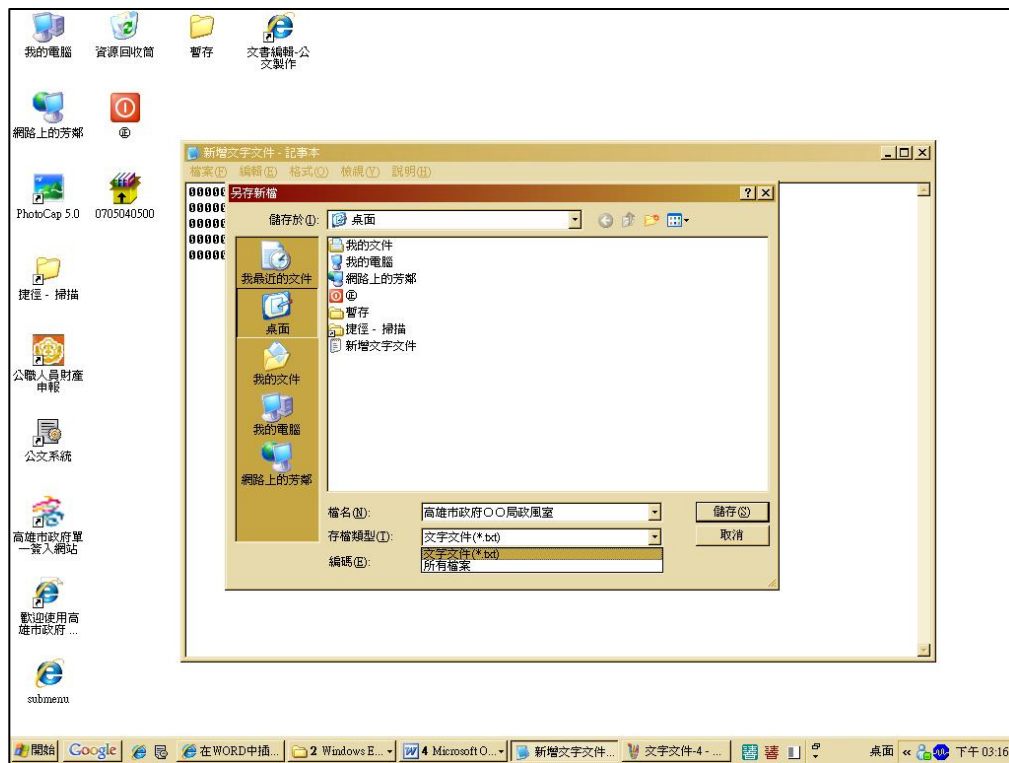 我的電腦
資源回收筒
暫存
文書編輯-公
文製作
網路上的芳鄰
㊣
PhotoCap 5.0
0705040500
捷徑 - 掃描
公職人員財產
申報
公文系統
高雄市政府單
一簽入網站
歡迎使用高
雄市政府 ...
submenu
新增文字文件 - 記事本
檔案(F) 編輯(E) 格式(O) 檢視(V) 說明(H)
00000
00000
00000
00000
00000
另存新檔
儲存於(I):
桌面
我最近的文件
桌面
我的文件
我的電腦
網路上的芳鄰
我的文件
我的電腦
網路上的芳鄰
㊣
暫存
捷徑 - 掃描
新增文字文件
檔名(N):
高雄市政府○○局政風室
儲存(S)
存檔類型(T):
文字文件(*.txt)
取消
文字文件(*.txt)
所有檔案
編碼(E):
開始
Google
在WORD中插...
2 Windows E...
4 Microsoft O...
新增文字文件...
文字文件-4 - ...
桌面
«
下午 03:16